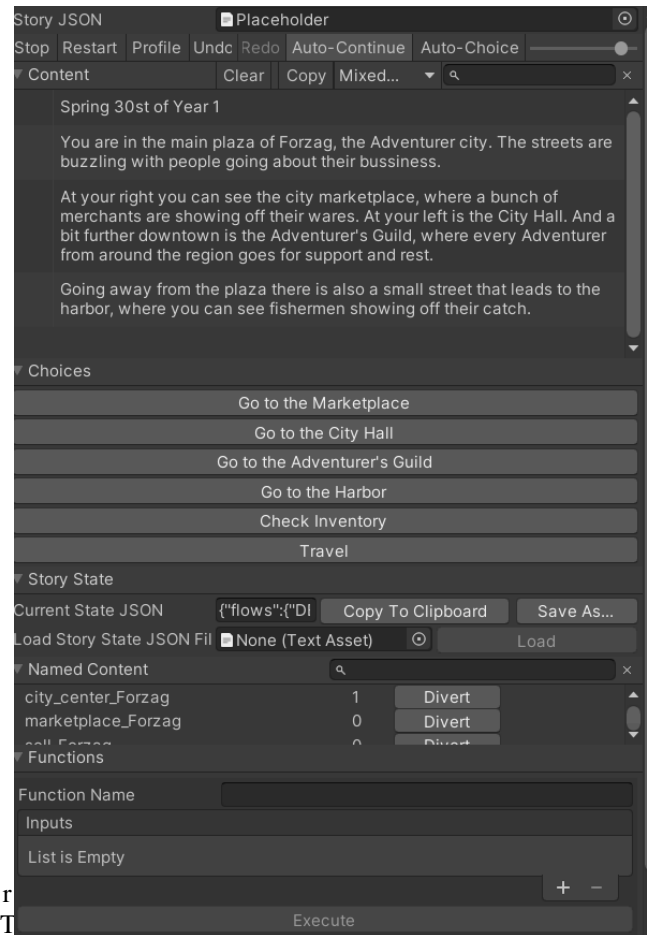 Story JSON Placeholder
Stop Restart Profile Undo Redo Auto-Continue Auto-Choice
Content Clear Copy Mixed...
Spring 30st of Year 1
You are in the main plaza of Forzag, the Adventurer city. The streets are
buzzling with people going about their bussiness.
At your right you can see the city marketplace, where a bunch of
merchants are showing off their wares. At your left is the City Hall. And a
bit further downtown is the Adventurer's Guild, where every Adventurer
from around the region goes for support and rest.
Going away from the plaza there is also a small street that leads to the
harbor, where you can see fishermen showing off their catch.
Choices
Go to the Marketplace
Go to the City Hall
Go to the Adventurer's Guild
Go to the Harbor
Check Inventory
Travel
Story State
Current State JSON {"flows":{"DI Copy To Clipboard Save As...
Load Story State JSON Fil None (Text Asset) Load
Named Content
city_center_Forzag 1 Divert
marketplace_Forzag 0 Divert
sell_Forzag 0 Divert
Functions
Function Name
Inputs
List is Empty
+ −
r
T Execute